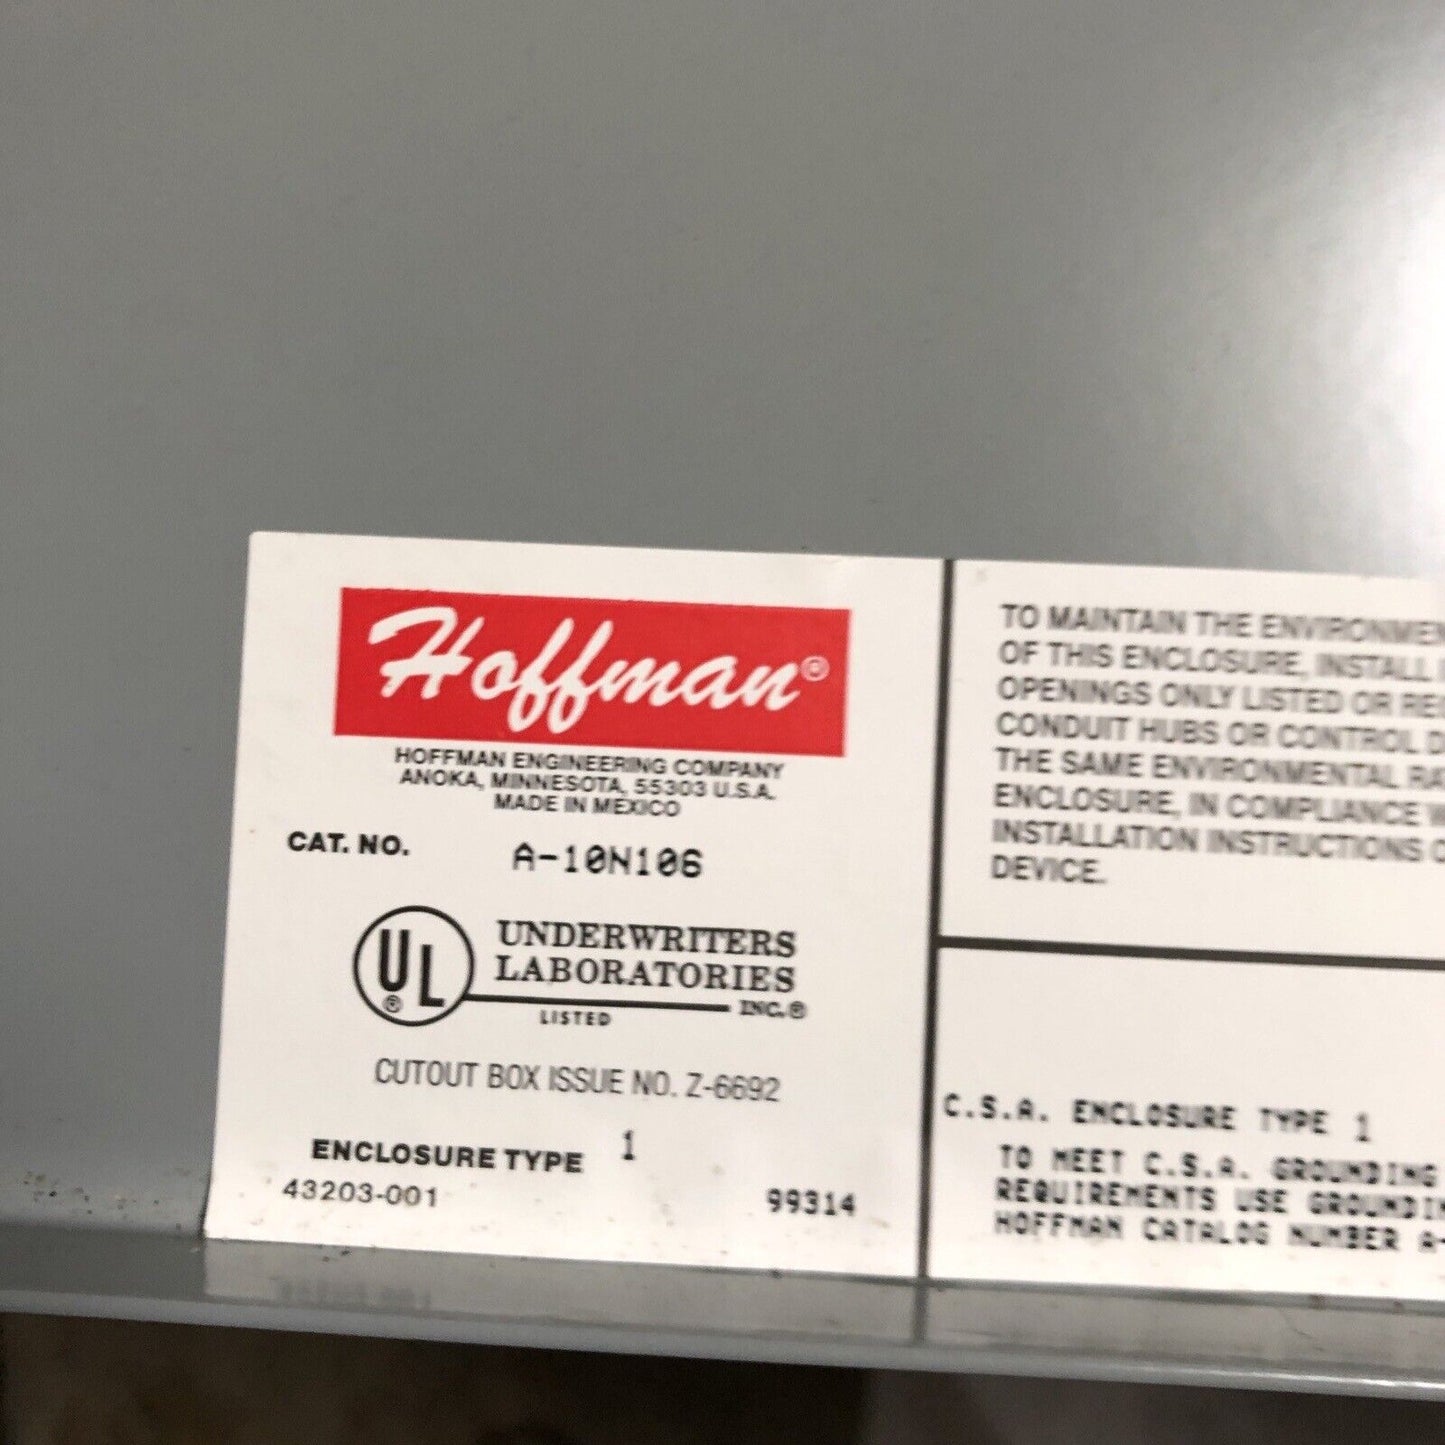 Hoffman®
HOFFMAN ENGINEERING COMPANY
ANOKA, MINNESOTA, 55303 U.S.A.
MADE IN MEXICO
CAT. NO. A-10N106
UL®
UNDERWRITERS
LABORATORIES
INC.®
LISTED
CUTOUT BOX ISSUE NO. Z-6692
ENCLOSURE TYPE 1
43203-001 99314
TO MAINTAIN THE
OF THIS ENCLOSURE, INSTALL
OPENINGS ONLY LISTED OR
CONDUIT HUBS OR CONTROL
THE SAME ENVIRONMENTAL
ENCLOSURE, IN COMPLIANCE
INSTALLATION INSTRUCTIONS
DEVICE.
C.S.A. ENCLOSURE TYPE 1
TO MEET C.S.A. GROUNDING
REQUIREMENTS USE
HOFFMAN CATALOG NUMBER A-